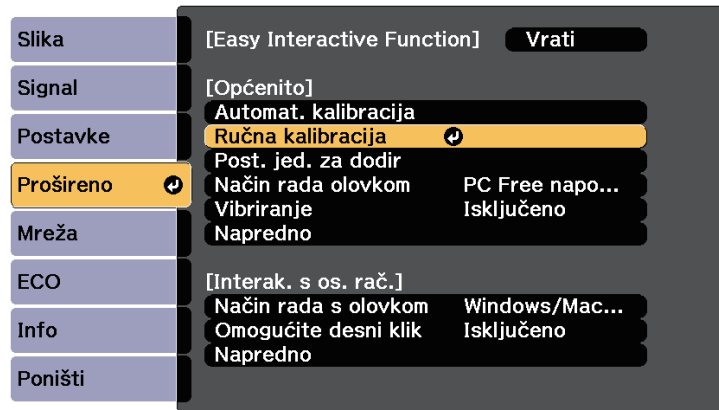 Slika
Signal
Postavke
Prošireno
Mreža
ECO
Info
Poništi
[Easy Interactive Function] Vrati
[Općenito]
Automat. kalibracija
Ručna kalibracija
Post. jed. za dodir
Način rada olovkom PC Free napo...
Vibriranje Isključeno
Napredno
[Interak. s os. rač.]
Način rada s olovkom Windows/Mac...
Omogućite desni klik Isključeno
Napredno